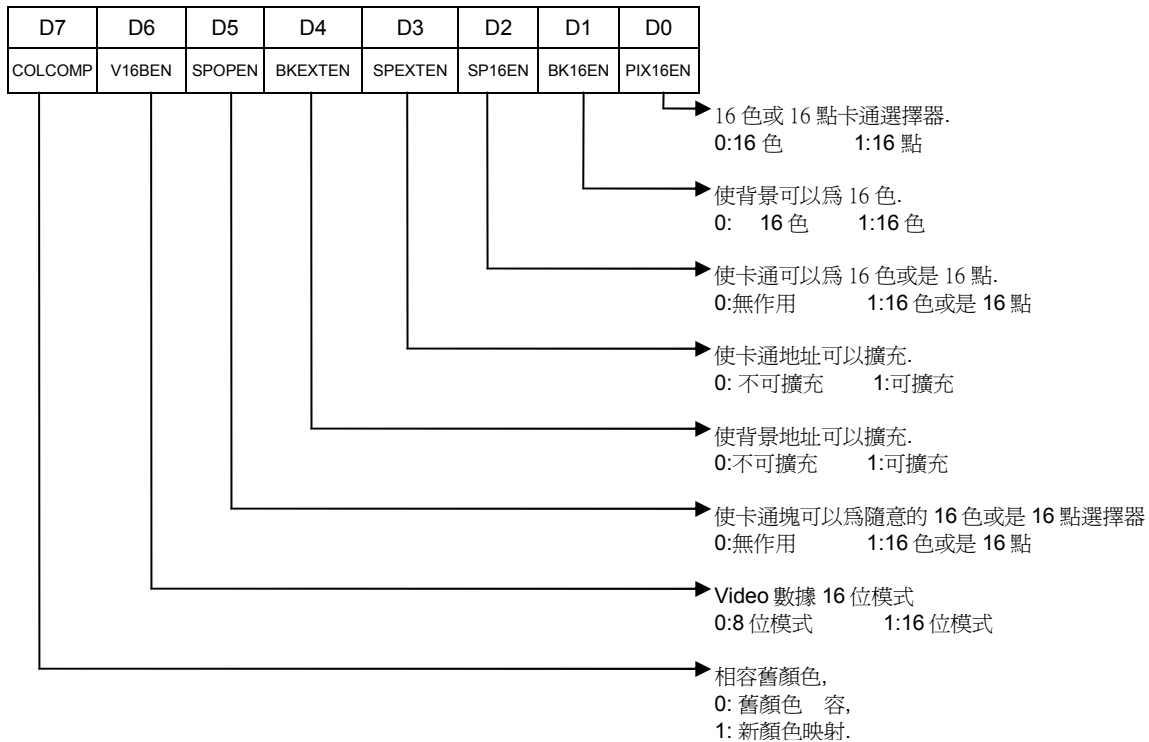 D7 D6 D5 D4 D3 D2 D1 D0
COLCOMP V16BEN SPOPEN BKEXTEN SPEXTEN SP16EN BK16EN PIX16EN
16 色或 16 點卡通選擇器.
0:16 色 1:16 點
使背景可以爲 16 色.
0: 16 色 1:16 色
使卡通可以爲 16 色或是 16 點.
0:無作用 1:16 色或是 16 點
使卡通地址可以擴充.
0: 不可擴充 1:可擴充
使背景地址可以擴充.
0:不可擴充 1:可擴充
使卡通塊可以爲隨意的 16 色或是 16 點選擇器
0:無作用 1:16 色或是 16 點
Video 數據 16 位模式
0:8 位模式 1:16 位模式
相容舊顏色,
0: 舊顏色 容,
1: 新顏色映射.